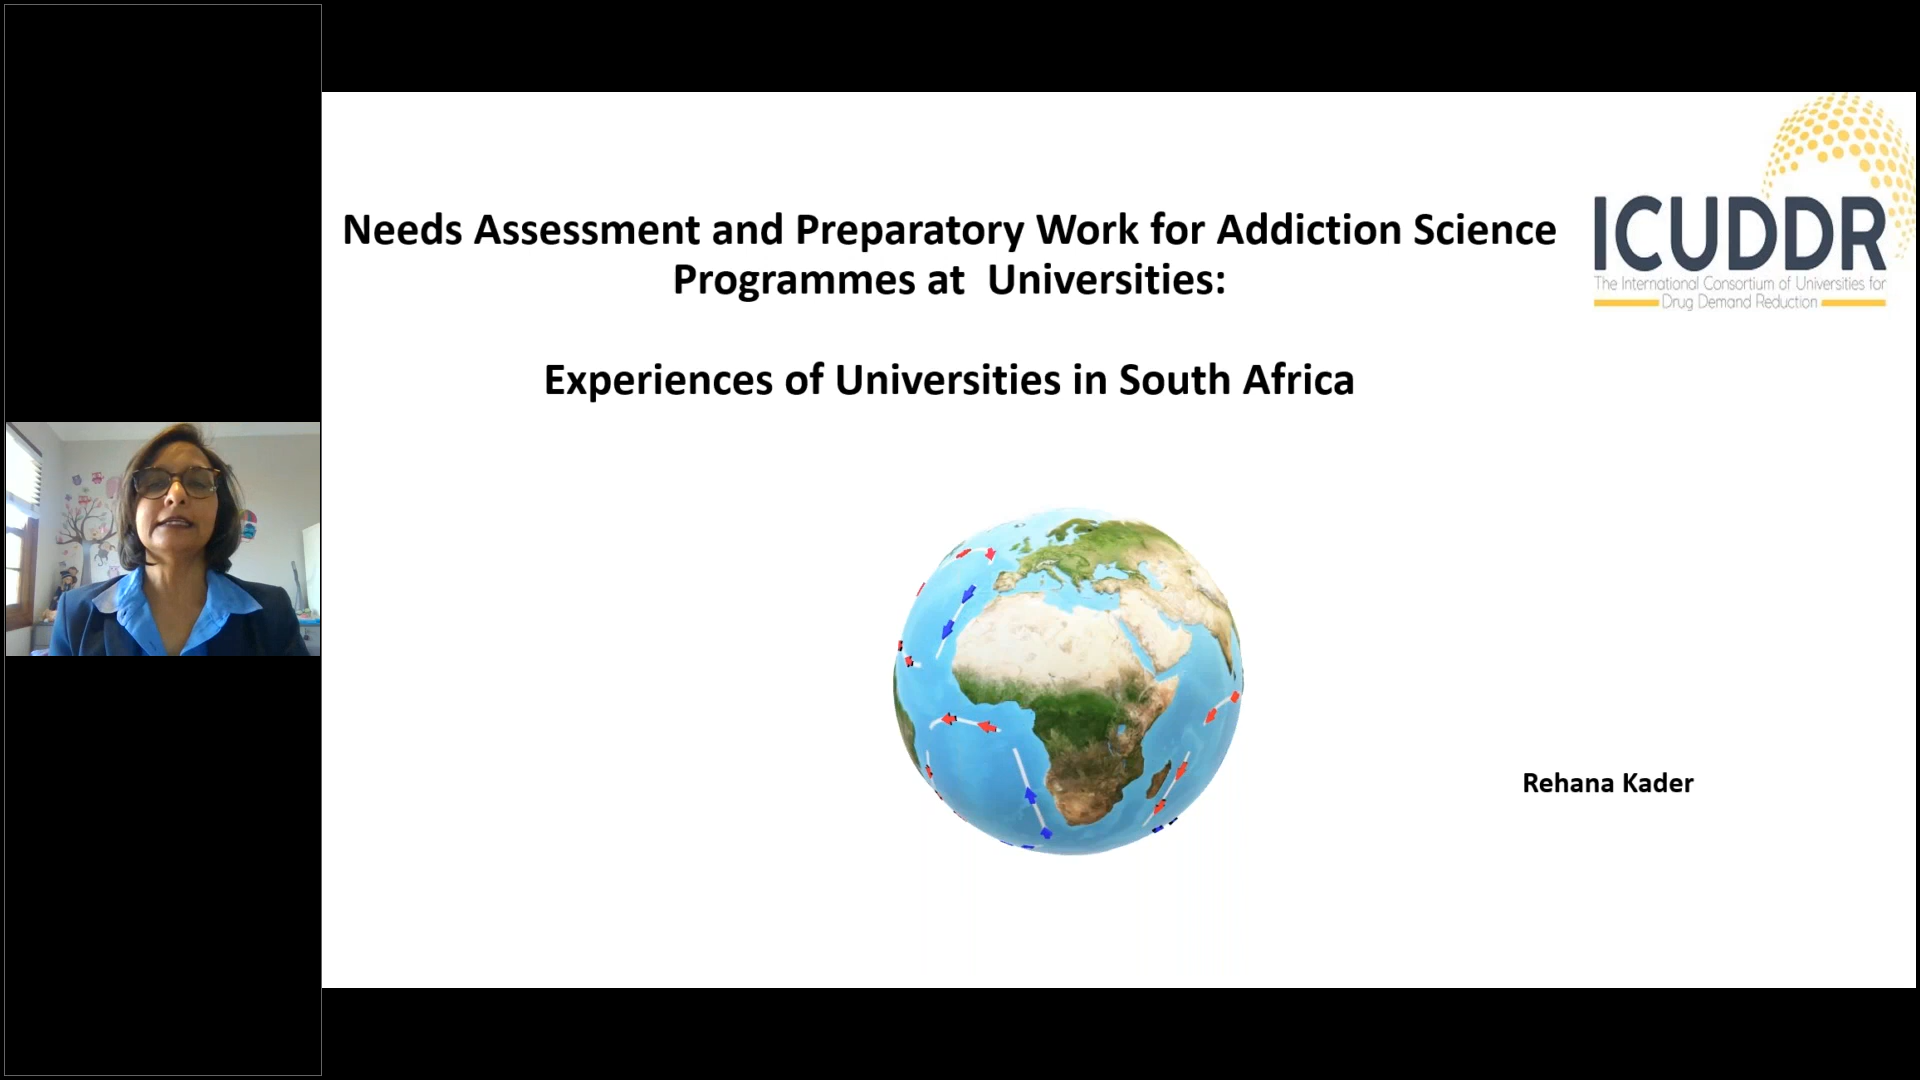 Needs Assessment and Preparatory Work for Addiction Science
Programmes at  Universities:
Experiences of Universities in South Africa
ICUDDR
The International Consortium of Universities for
Drug Demand Reduction
Rehana Kader